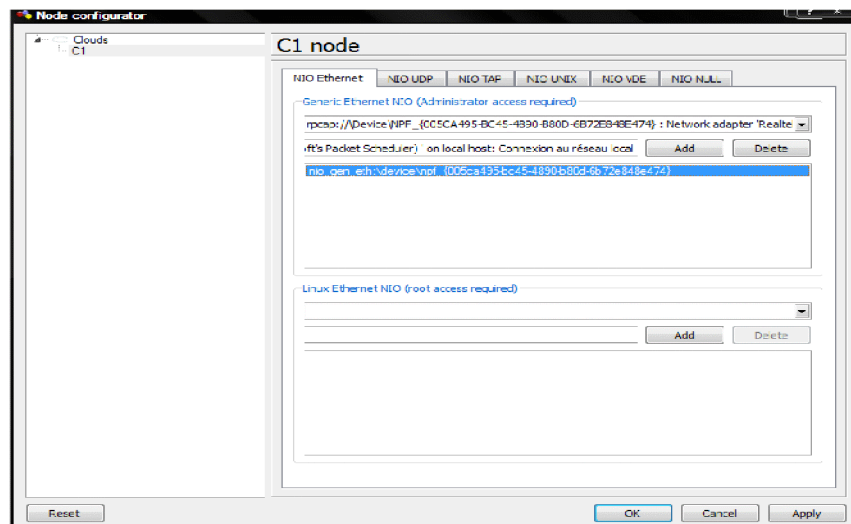 Node configurator
Clouds
C1
C1 node
NIO Ethernet NIO UDP NIO TAP NIO UNIX NIO VDE NIO NULL
Generic Ethernet NIO (Administrator access required)
rpcap://\Device\NPF_{005CA495-BC45-4890-B80D-6B72E848E474} : Network adapter 'Realte
oft's Packet Scheduler) ' on local host: Connexion au réseau local Add Delete
nio_gen_eth:\device\npf_{005ca495-bc45-4890-b80d-6b72e848e474}
Linux Ethernet NIO (root access required)
Add Delete
Reset OK Cancel Apply